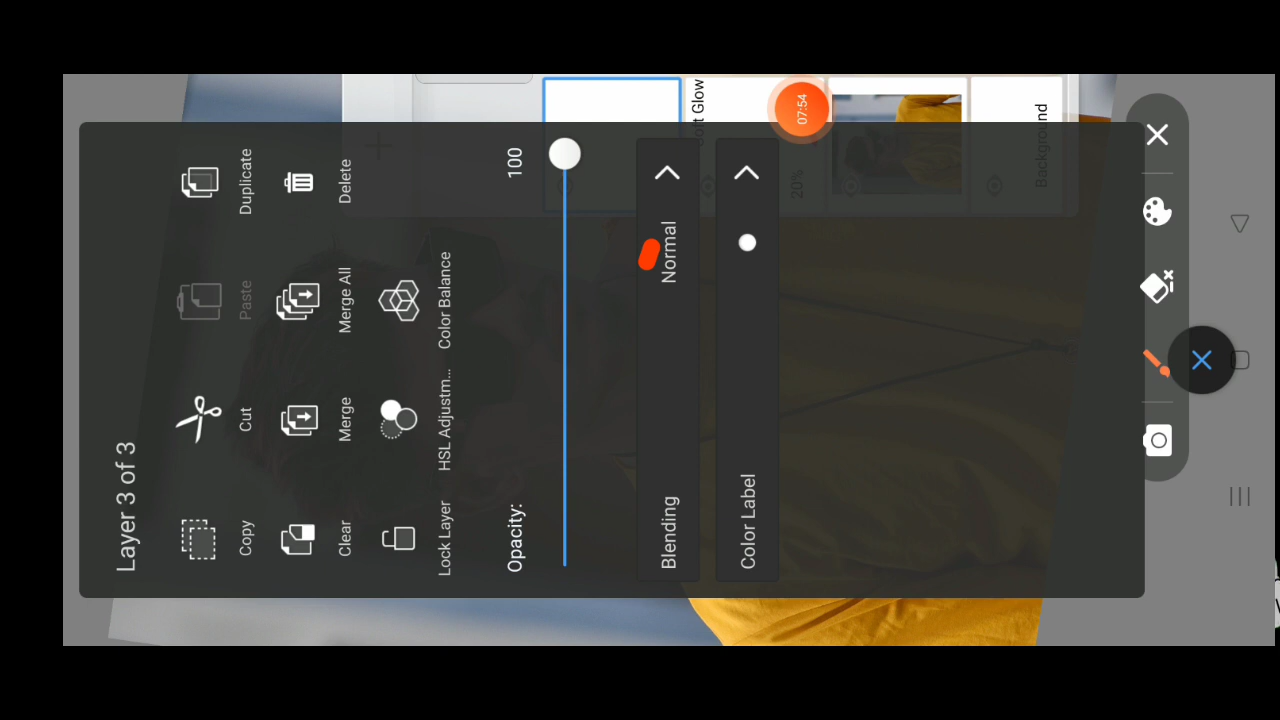 Layer 3 of 3
Copy
Cut
Paste
Duplicate
Clear
Merge
Merge All
Delete
Lock Layer
HSL Adjustm...
Color Balance
Opacity:
100
Blending
Normal
Color Label
Soft Glow
20%
Background
07:54